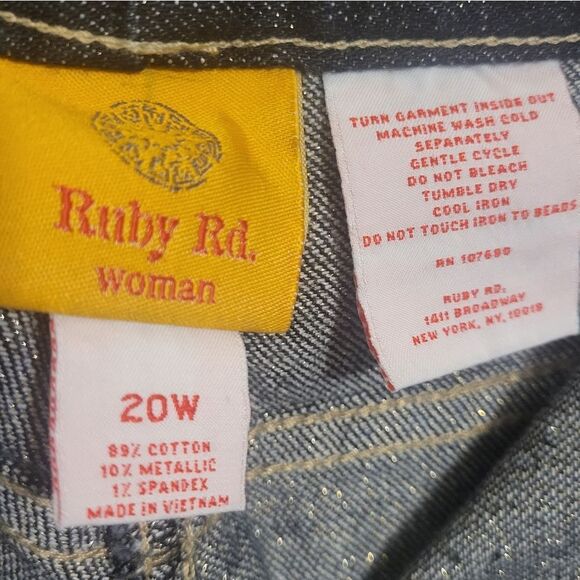 Ruby Rd.
woman
20W
89% COTTON
10% METALLIC
1% SPANDEX
MADE IN VIETNAM
TURN GARMENT INSIDE OUT
MACHINE WASH COLD
SEPARATELY
GENTLE CYCLE
DO NOT BLEACH
TUMBLE DRY
COOL IRON
DO NOT TOUCH IRON TO BEADS
RN 107690
RUBY RD.
1411 BROADWAY
NEW YORK, NY, 10018